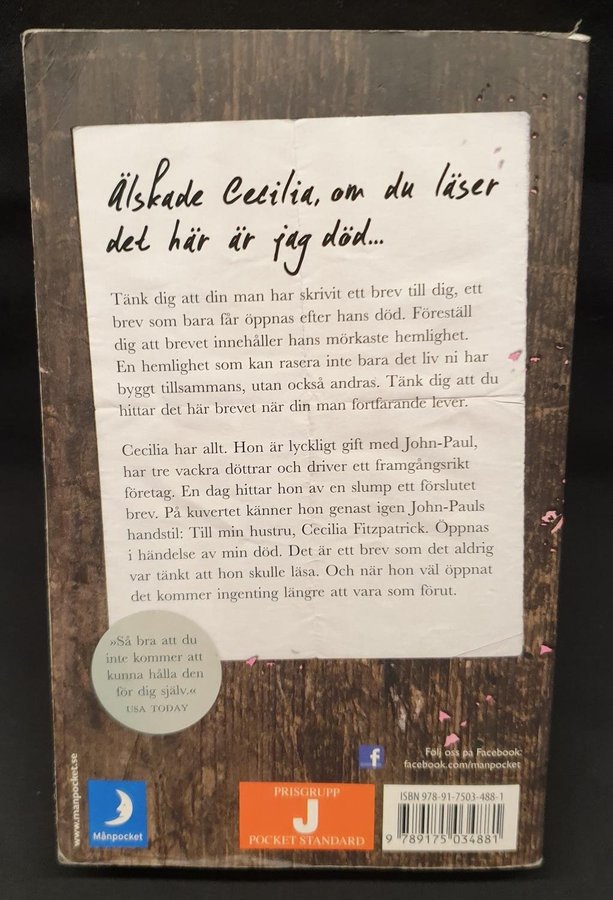 Älskade Cecilia, om du läser
det här är jag död...
Tänk dig att din man har skrivit ett brev till dig, ett
brev som bara får öppnas efter hans död. Föreställ
dig att brevet innehåller hans mörkaste hemlighet.
En hemlighet som kan rasera inte bara det liv ni har
byggt tillsammans, utan också andras. Tänk dig att du
hittar det här brevet när din man fortfarande lever.
Cecilia har allt. Hon är lyckligt gift med John-Paul,
har tre vackra döttrar och driver ett framgångsrikt
företag. En dag hittar hon av en slump ett förslutet
brev. På kuvertet känner hon genast igen John-Pauls
handstil: Till min hustru, Cecilia Fitzpatrick. Öppnas
i händelse av min död. Det är ett brev som det aldrig
var tänkt att hon skulle läsa. Och när hon väl öppnat
det kommer ingenting längre att vara som förut.
»Så bra att du
inte kommer att
kunna hålla den
för dig själv.«
USA TODAY
www.manpocket.se
Månpocket
f
Följ oss på Facebook:
facebook.com/manpocket
PRISGRUPP
J
POCKET STANDARD
ISBN 978-91-7503-488-1
9 789175 034881